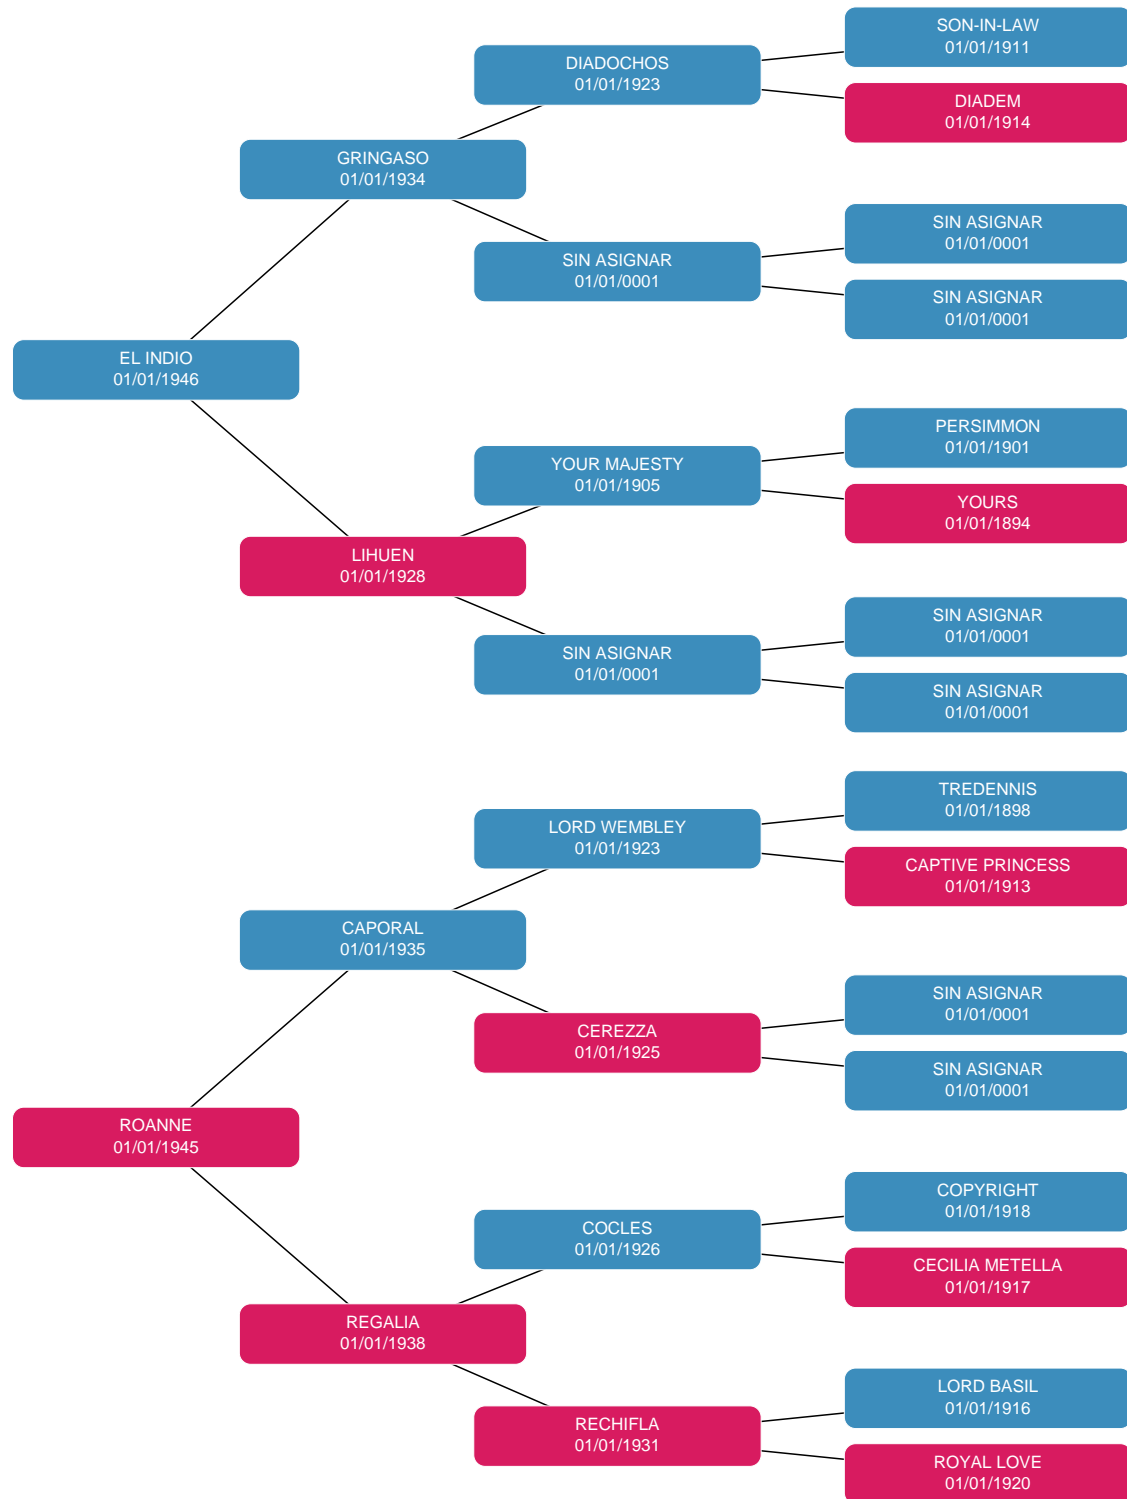 SON-IN-LAW
01/01/1911
DIADOCHOS
01/01/1923
DIADEM
01/01/1914
GRINGASO
01/01/1934
SIN ASIGNAR
01/01/0001
SIN ASIGNAR
01/01/0001
SIN ASIGNAR
01/01/0001
EL INDIO
01/01/1946
PERSIMMON
01/01/1901
YOUR MAJESTY
01/01/1905
YOURS
01/01/1894
LIHUEN
01/01/1928
SIN ASIGNAR
01/01/0001
SIN ASIGNAR
01/01/0001
SIN ASIGNAR
01/01/0001
TREDENNIS
01/01/1898
LORD WEMBLEY
01/01/1923
CAPTIVE PRINCESS
01/01/1913
CAPORAL
01/01/1935
SIN ASIGNAR
01/01/0001
CEREZZA
01/01/1925
SIN ASIGNAR
01/01/0001
ROANNE
01/01/1945
COPYRIGHT
01/01/1918
COCLES
01/01/1926
CECILIA METELLA
01/01/1917
REGALIA
01/01/1938
LORD BASIL
01/01/1916
RECHIFLA
01/01/1931
ROYAL LOVE
01/01/1920